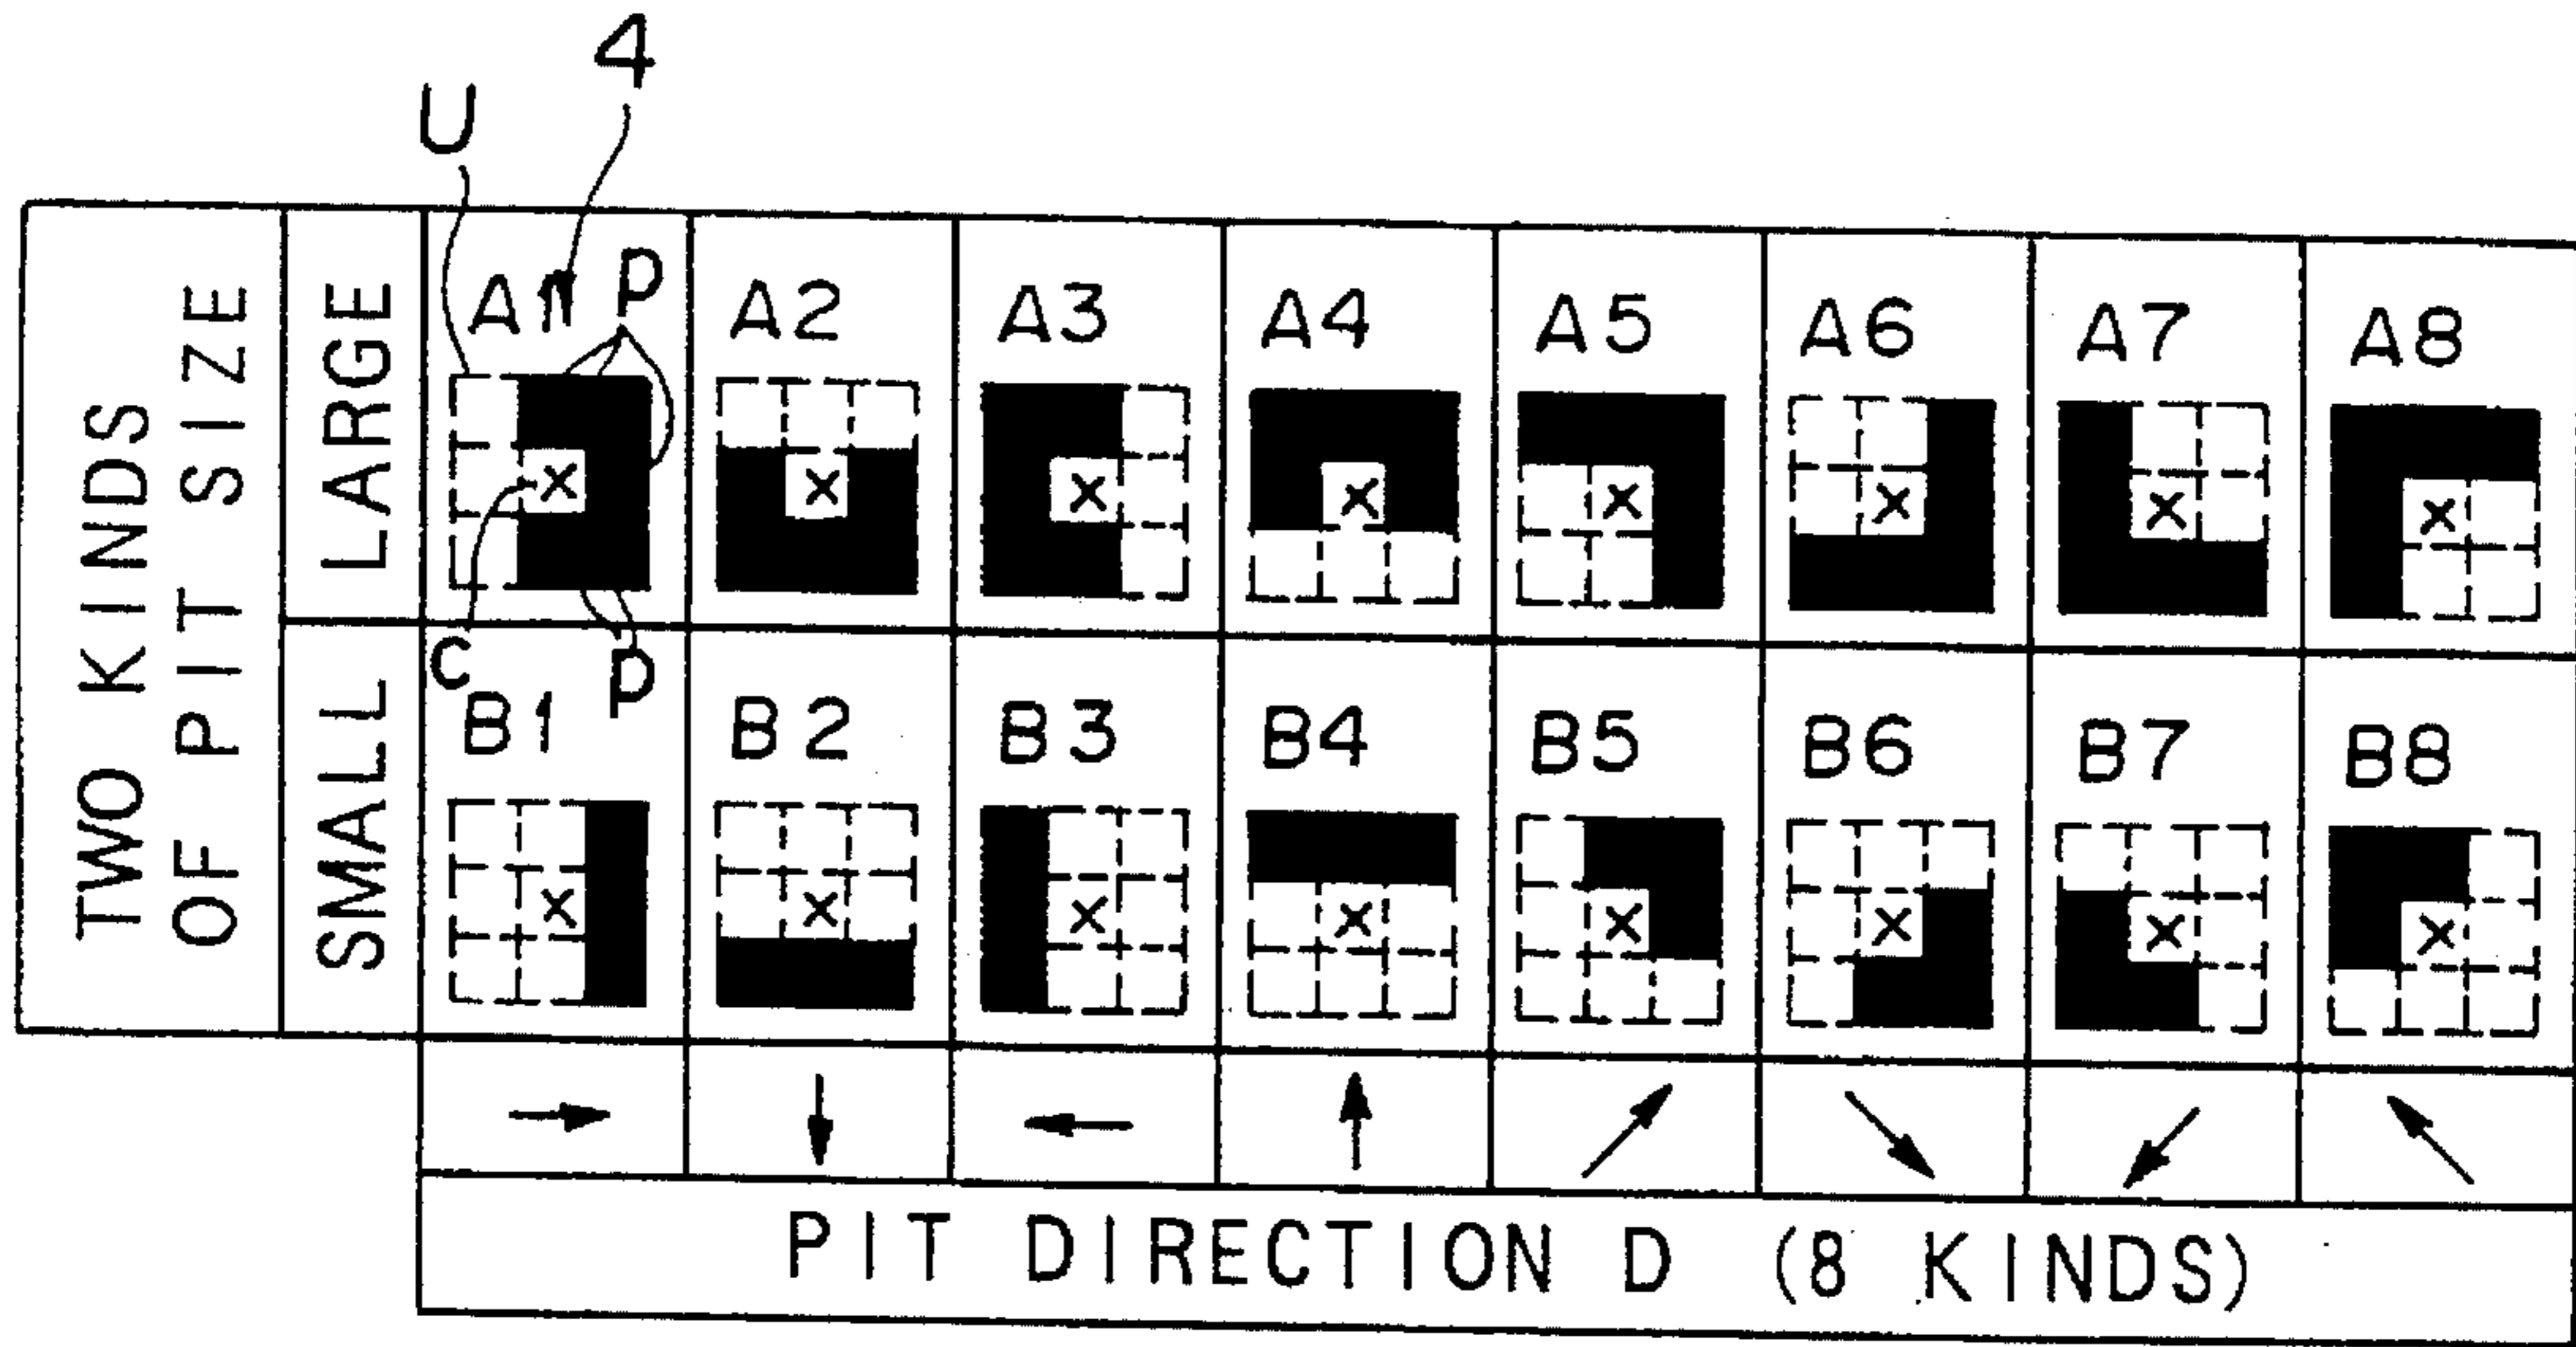 4
U
P
A1 A2 A3 A4 A5 A6 A7 A8
C
P
B1 B2 B3 B4 B5 B6 B7 B8
TWO KINDS
OF PIT SIZE
LARGE
SMALL
PIT DIRECTION D (8 KINDS)